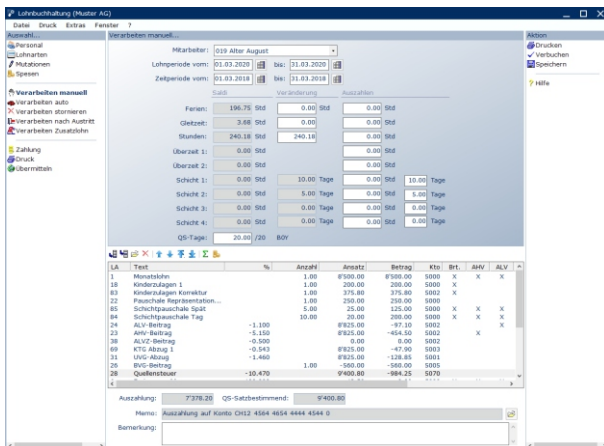 Lohnbuchhaltung (Muster AG)
Datei Druck Extras Fenster ?
Auswahl...
Personal
Lohnarten
Mutationen
Spesen
Verarbeiten manuell
Verarbeiten auto
Verarbeiten stornieren
Verarbeiten nach Austritt
Verarbeiten Zusatzlohn
Zahlung
Druck
Übermitteln
Verarbeiten manuell...
Mitarbeiter: 019 Alter August
Lohnperiode vom: 01.03.2020 bis: 31.03.2020
Zeitperiode vom: 01.03.2018 bis: 31.03.2018
Saldi Veränderung Auszahlen
Ferien: 196.75 Std 0.00 Std 0.00 Std
Gleitzeit: 3.68 Std 0.00 0.00 Std
Stunden: 240.18 Std 240.18 0.00 Std
Überzeit 1: 0.00 Std 0.00 Std
Überzeit 2: 0.00 Std 0.00 Std
Schicht 1: 0.00 Std 10.00 Tage 0.00 Std 10.00 Tage
Schicht 2: 0.00 Std 5.00 Tage 0.00 Std 5.00 Tage
Schicht 3: 0.00 Std 0.00 Tage 0.00 Std 0.00 Tage
Schicht 4: 0.00 Std 0.00 Tage 0.00 Std 0.00 Tage
QS-Tage: 20.00 /20 B0Y
LA Text % Anzahl Ansatz Betrag Kto Brt. AHV ALV
1 Monatslohn 1.00 8'500.00 8'500.00 5000 X X X
18 Kinderzulagen 1 1.00 200.00 200.00 5002 X
83 Kinderzulagen Korrektur 1.00 375.80 375.80 5002 X
22 Pauschale Repräsentation... 1.00 250.00 250.00 5000
85 Schichtpauschale Spät 5.00 25.00 125.00 5000 X X X
84 Schichtpauschale Tag 10.00 20.00 200.00 5000 X X X
24 ALV-Beitrag -1.100 8'825.00 -97.10 5002 X
23 AHV-Beitrag -5.150 8'825.00 -454.50 5002 X
38 ALVZ-Beitrag -0.500 0.00 0.00 5002
69 KTG Abzug 1 -0.543 8'825.00 -47.90 5003
31 UVG-Abzug -1.460 8'825.00 -128.85 5001
26 BVG-Beitrag 1.00 -560.00 -560.00 5005
28 Quellensteuer -10.470 9'400.80 -984.25 5070
Auszahlung: 7'378.20 QS-Satzbestimmend: 9'400.80
Memo: Auszahlung auf Konto CH12 4564 4654 4444 4544 0
Bemerkung:
Aktion
Drucken
Verbuchen
Speichern
? Hilfe